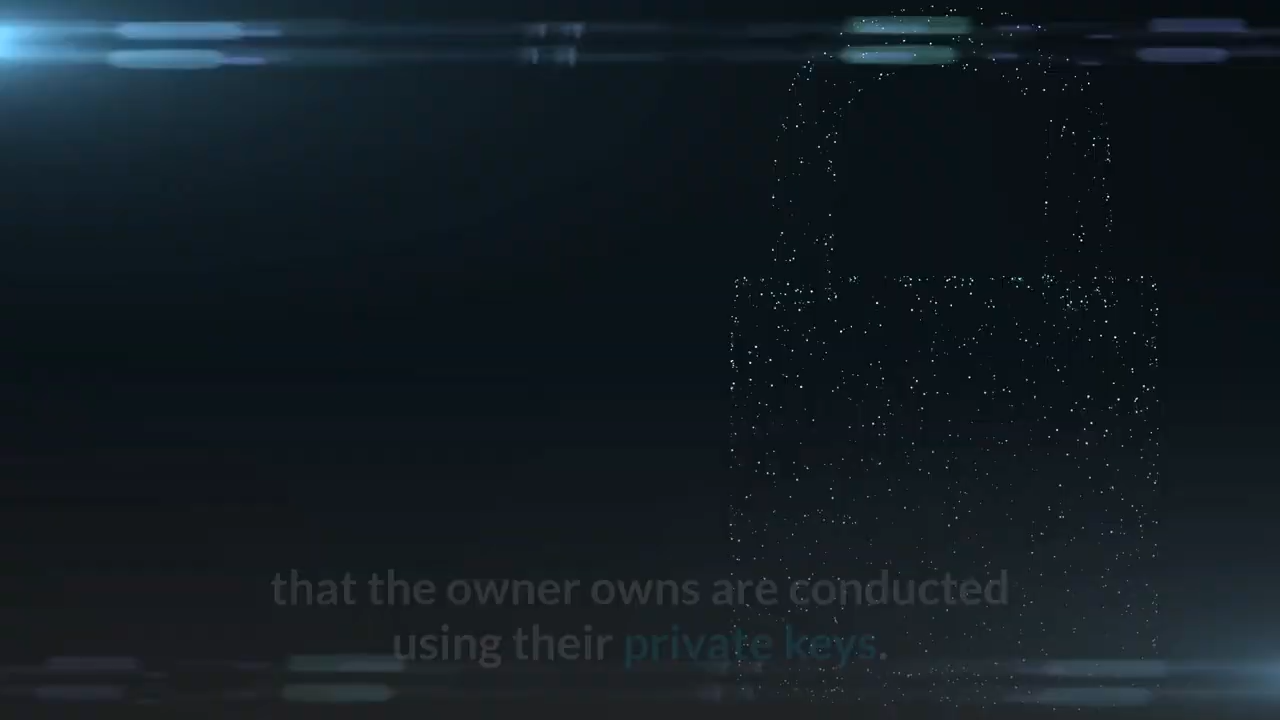 that the owner owns are conducted
using their private keys.